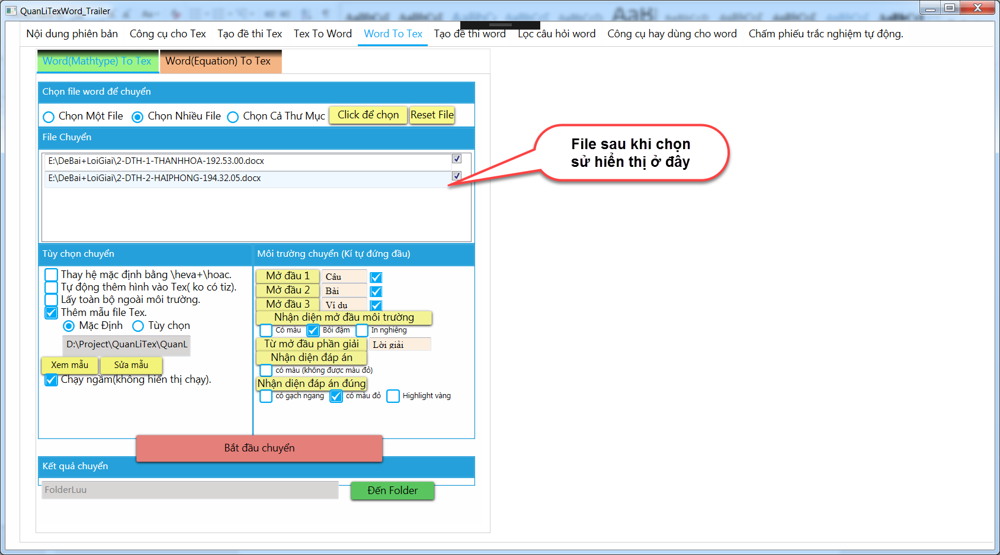 QuanLiTexWord_Trailer
Nội dung phiên bản Công cụ cho Tex Tạo đề thi Tex Tex To Word Word To Tex Tạo đề thi word Lọc câu hỏi word Công cụ hay dùng cho word Chấm phiếu trắc nghiệm tự động.
Word(Mathtype) To Tex Word(Equation) To Tex
Chọn file word để chuyển
Chọn Một File Chọn Nhiều File Chọn Cả Thư Mục Click để chọn Reset File
File Chuyển
E:\DeBai+LoiGiai\2-DTH-1-THANHHOA-192.53.00.docx
E:\DeBai+LoiGiai\2-DTH-2-HAIPHONG-194.32.05.docx
File sau khi chọn
sử hiển thị ở đây
Tùy chọn chuyển
Thay hệ mặc định bằng \heva+\hoac.
Tự động thêm hình vào Tex( ko có tiz).
Lấy toàn bộ ngoài môi trường.
Thêm mẫu file Tex.
Mặc Định Tùy chọn
D:\Project\QuanLiTex\QuanL
Xem mẫu Sửa mẫu
Chạy ngầm(không hiển thị chạy).
Môi trường chuyển (Kí tự đứng đầu)
Mở đầu 1 Câu
Mở đầu 2 Bài
Mở đầu 3 Ví dụ
Nhận diện mở đầu môi trường
Có màu Bôi đậm In nghiêng
Từ mở đầu phần giải Lời giải
Nhận diện đáp án
có màu (không được màu đỏ)
Nhận diện đáp án đúng
có gạch ngang có màu đỏ Highlight vàng
Bắt đầu chuyển
Kết quả chuyển
FolderLuu Đến Folder